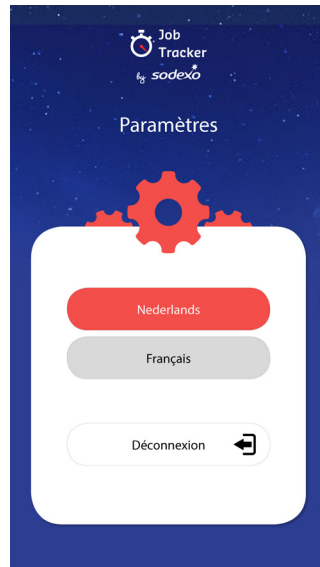 Job
Tracker
by sodexo
Paramètres
Nederlands
Français
Déconnexion